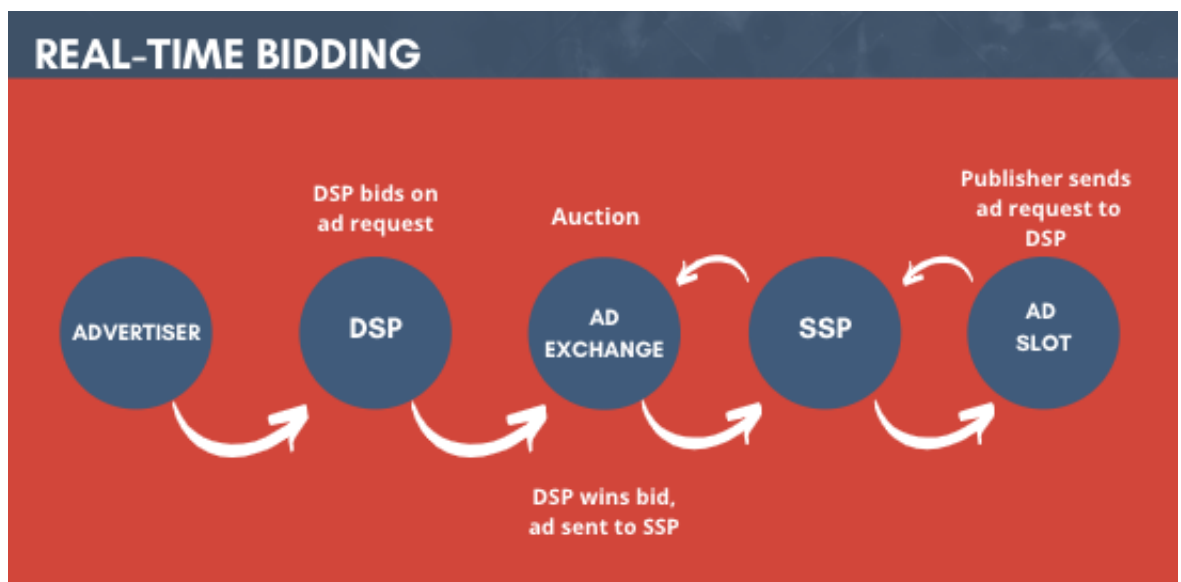 REAL-TIME BIDDING
DSP bids on
ad request
Auction
Publisher sends
ad request to
DSP
ADVERTISER
DSP
AD
EXCHANGE
SSP
AD
SLOT
DSP wins bid,
ad sent to SSP